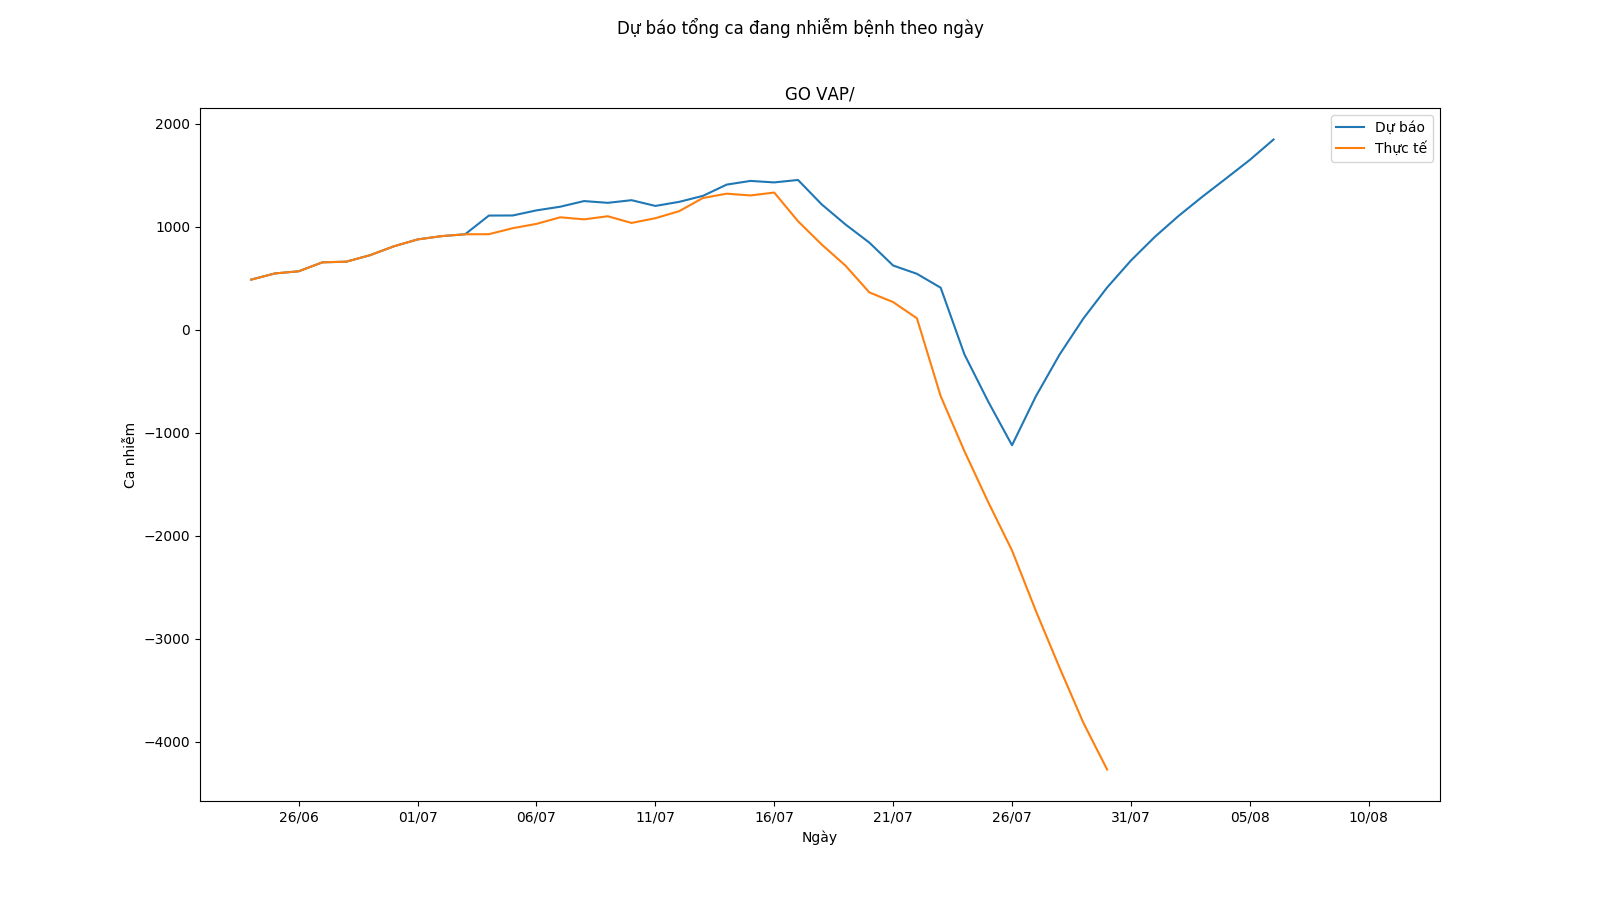 Dự báo tổng ca đang nhiễm bệnh theo ngày
GO VAP/
Dự báo
Thực tế
2000
1000
0
−1000
−2000
−3000
−4000
Ca nhiễm
26/06 01/07 06/07 11/07 16/07 21/07 26/07 31/07 05/08 10/08
Ngày